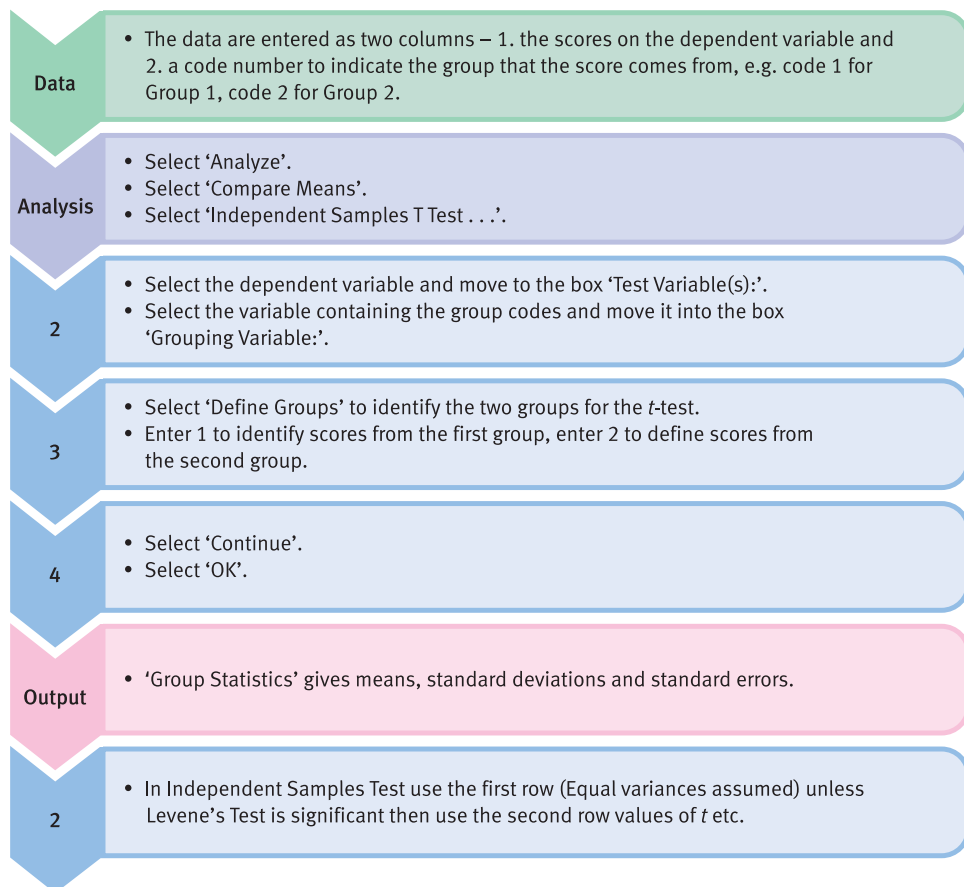 Data
• The data are entered as two columns – 1. the scores on the dependent variable and
2. a code number to indicate the group that the score comes from, e.g. code 1 for
Group 1, code 2 for Group 2.
Analysis
• Select ‘Analyze’.
• Select ‘Compare Means’.
• Select ‘Independent Samples T Test . . .’.
2
• Select the dependent variable and move to the box ‘Test Variable(s):’.
• Select the variable containing the group codes and move it into the box
‘Grouping Variable:’.
3
• Select ‘Define Groups’ to identify the two groups for the t-test.
• Enter 1 to identify scores from the first group, enter 2 to define scores from
the second group.
4
• Select ‘Continue’.
• Select ‘OK’.
Output
• ‘Group Statistics’ gives means, standard deviations and standard errors.
2
• In Independent Samples Test use the first row (Equal variances assumed) unless
Levene’s Test is significant then use the second row values of t etc.